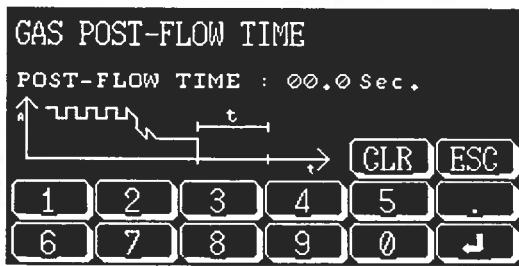 GAS POST-FLOW TIME
POST-FLOW TIME : 00.0 Sec.
A t
t CLR ESC
1 2 3 4 5 .
6 7 8 9 0 ↵